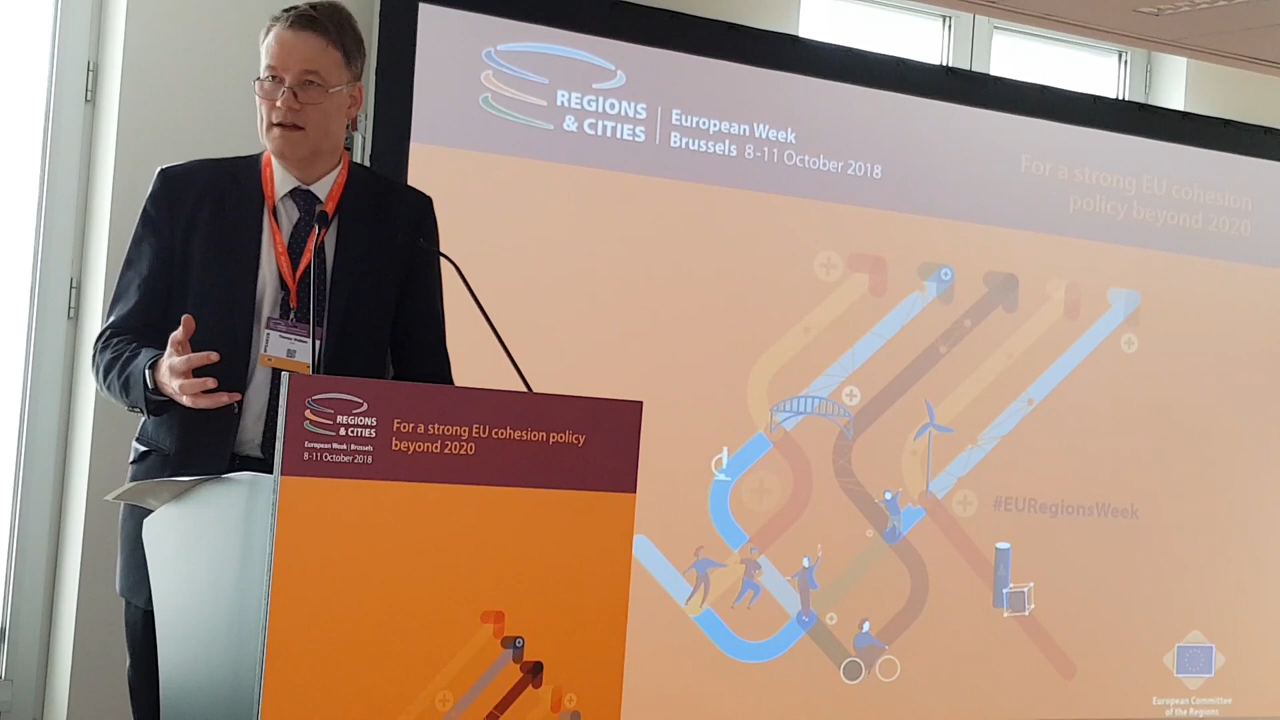 REGIONS
& CITIES
European Week
Brussels 8-11 October 2018
For a strong EU cohesion
policy beyond 2020
#EURegionsWeek
European Committee
of the Regions
REGIONS
& CITIES
European Week | Brussels
8-11 October 2018
For a strong EU cohesion policy
beyond 2020
SPEAKER